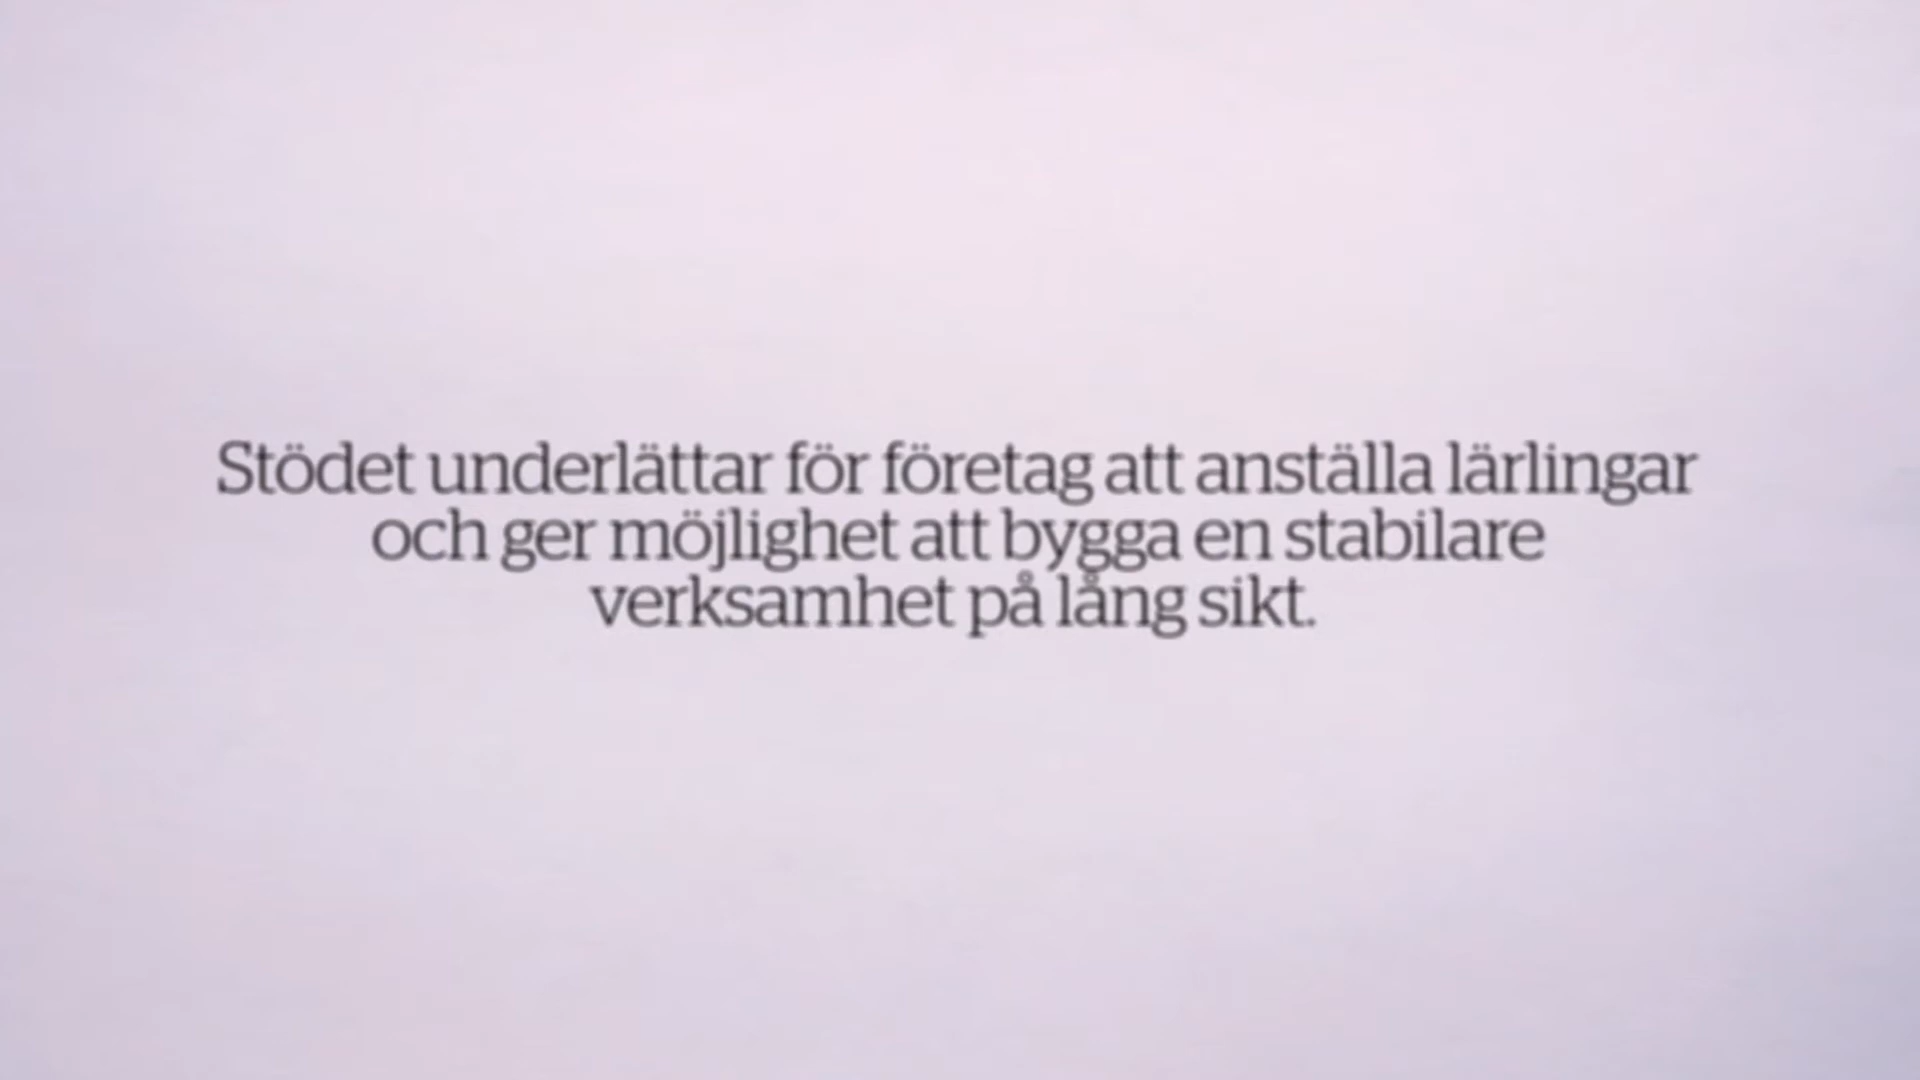 Stödet underlättar för företag att anställa lärlingar
och ger möjlighet att bygga en stabilare
verksamhet på lång sikt.